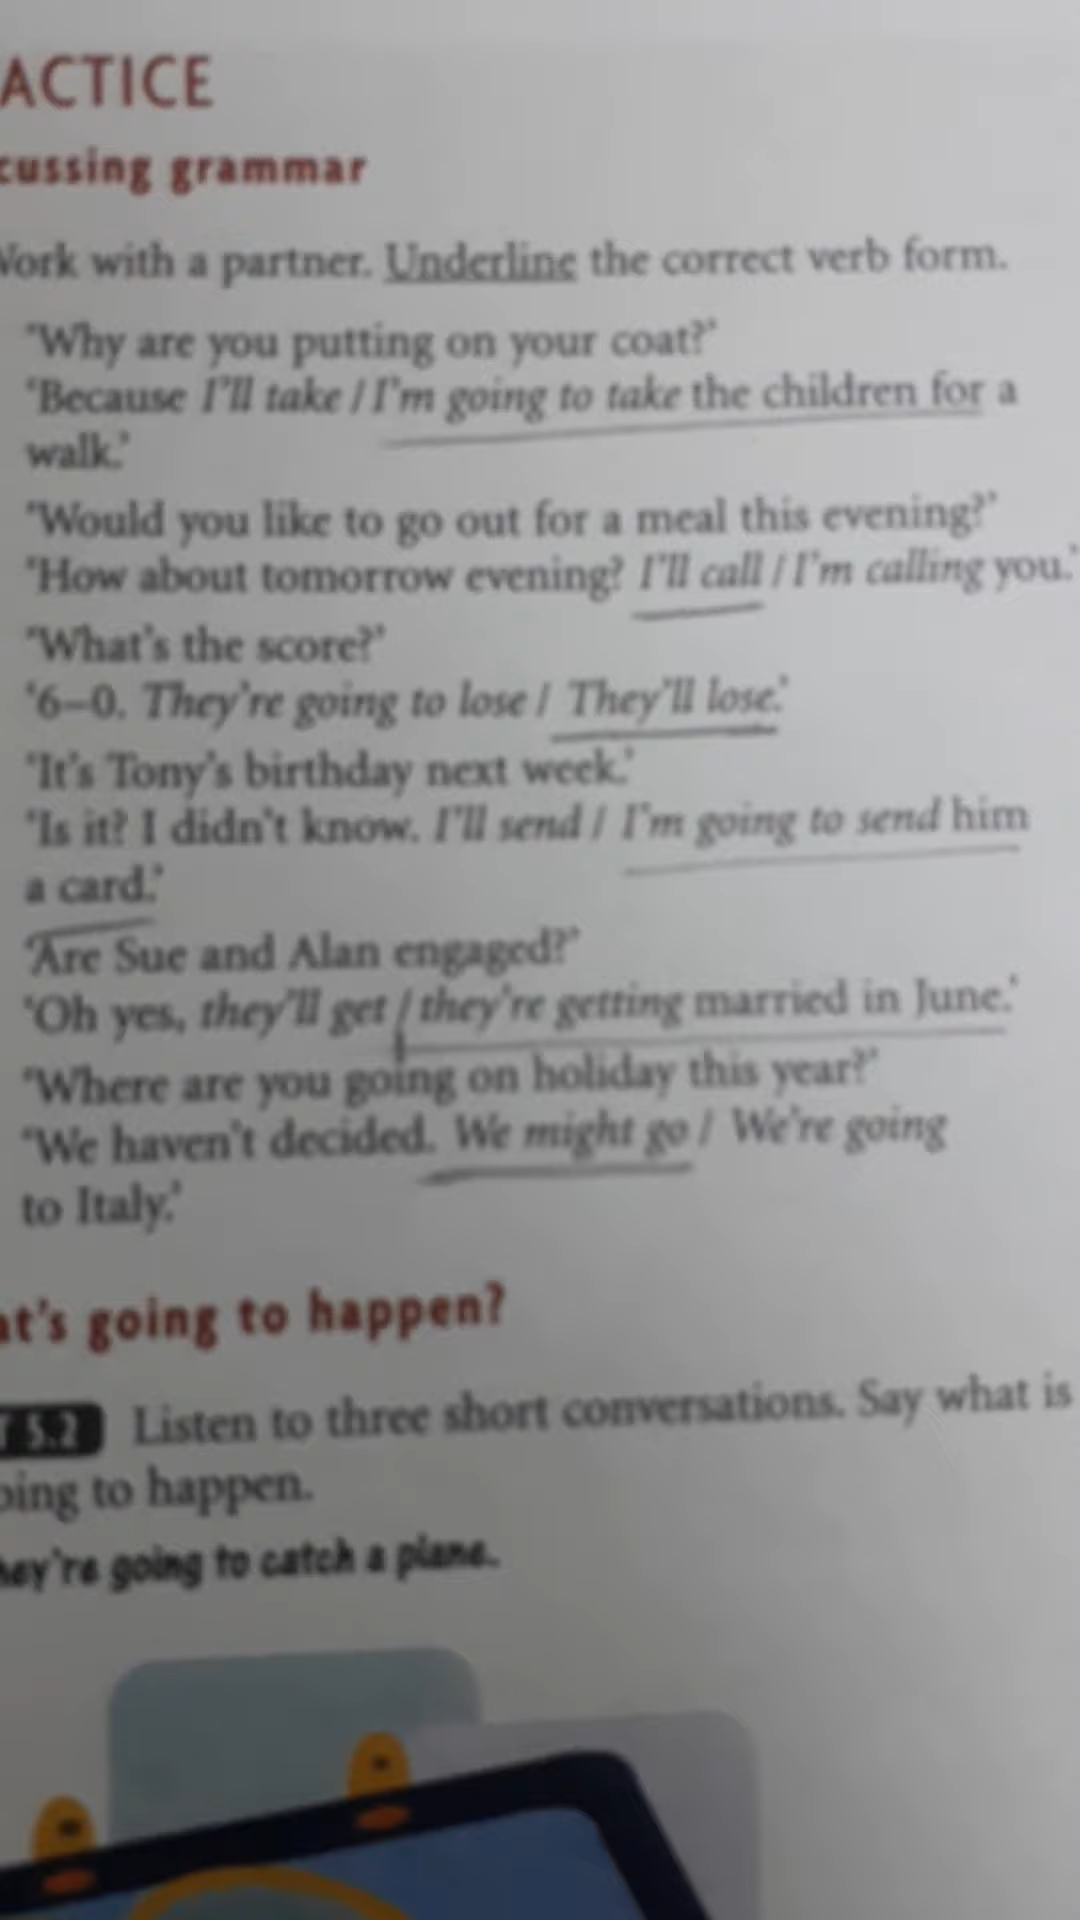 ACTICE
cussing grammar
Work with a partner. Underline the correct verb form.
'Why are you putting on your coat?'
'Because I'll take / I'm going to take the children for a
walk.'
'Would you like to go out for a meal this evening?'
'How about tomorrow evening? I'll call / I'm calling you.'
'What's the score?'
'6–0. They're going to lose / They'll lose.'
'It's Tony's birthday next week.'
'Is it? I didn't know. I'll send / I'm going to send him
a card.'
'Are Sue and Alan engaged?'
'Oh yes, they'll get / they're getting married in June.'
'Where are you going on holiday this year?'
'We haven't decided. We might go / We're going
to Italy.'
at's going to happen?
T 5.2 Listen to three short conversations. Say what is
oing to happen.
hey're going to catch a plane.